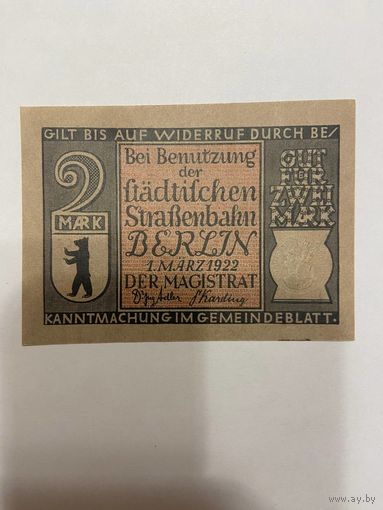 GILT BIS AUF WIDERRUF DURCH BE/
2
MARK
Bei Benutzung
der
städtischen
Straßenbahn
BERLIN
1. MÄRZ 1922
DER MAGISTRAT
GUT
FÜR
ZWEI
MARK
KANNTMACHUNG IM GEMEINDEBLATT.
www.ay.by